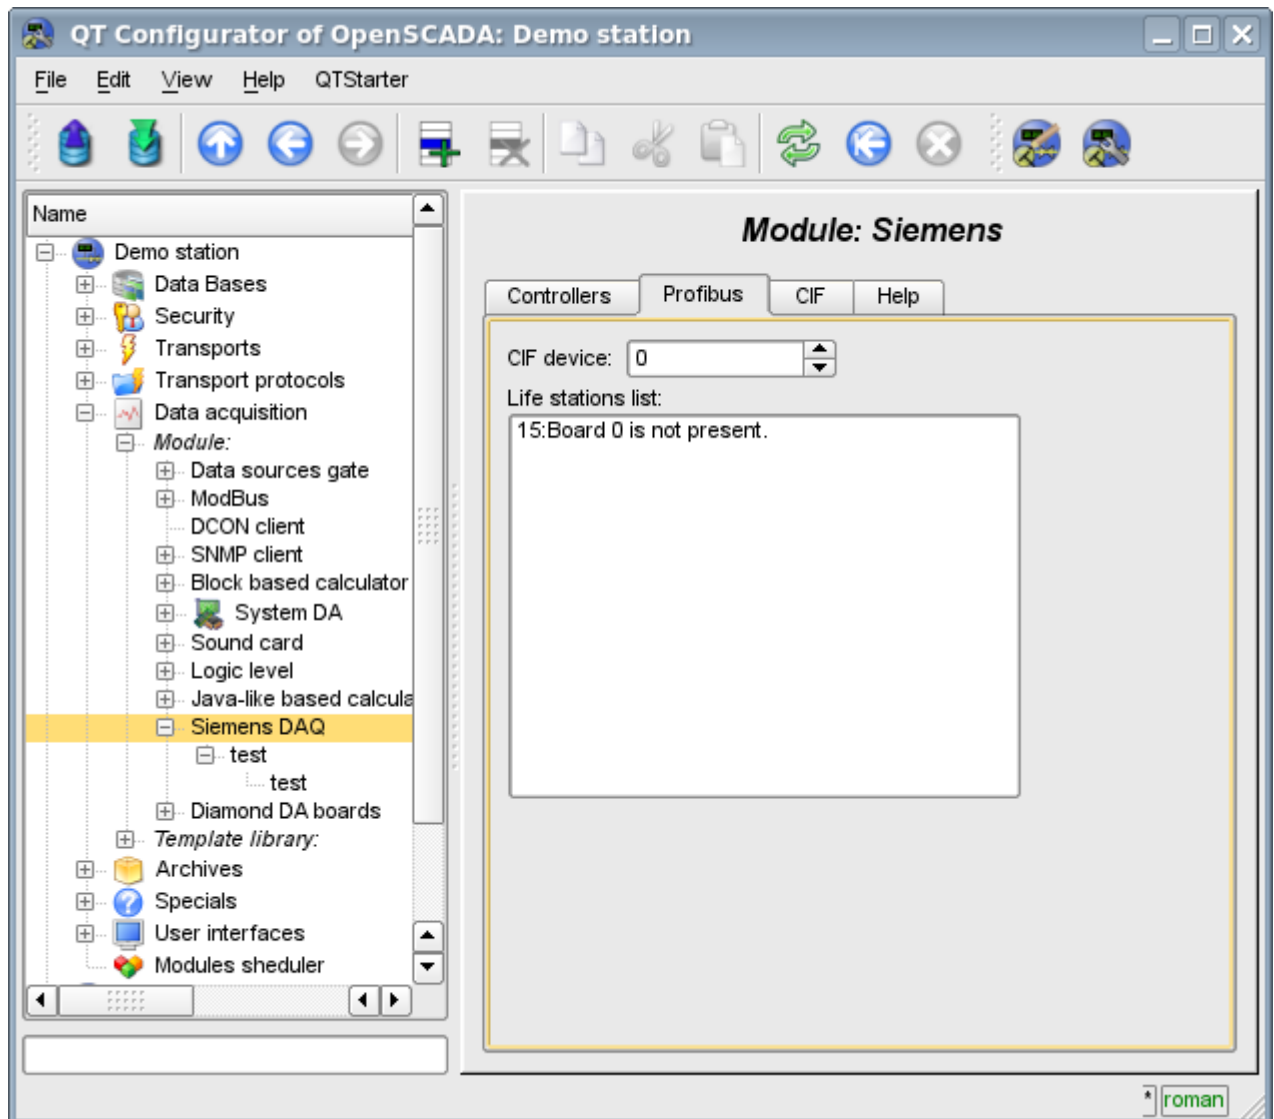 QT Configurator of OpenSCADA: Demo station
File Edit View Help QTStarter
Name
Demo station
Data Bases
Security
Transports
Transport protocols
Data acquisition
Module:
Data sources gate
ModBus
DCON client
SNMP client
Block based calculator
System DA
Sound card
Logic level
Java-like based calcula
Siemens DAQ
test
test
Diamond DA boards
Template library:
Archives
Specials
User interfaces
Modules sheduler
Module: Siemens
Controllers Profibus CIF Help
CIF device: 0
Life stations list:
15:Board 0 is not present.
* roman